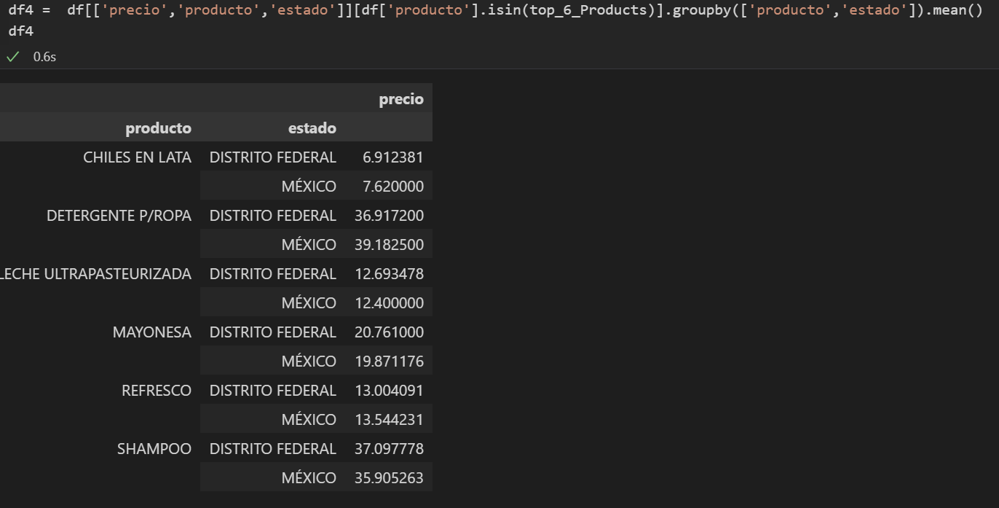 df4 =  df[['precio','producto','estado']][df['producto'].isin(top_6_Products)].groupby(['producto','estado']).mean()
df4
0.6s
precio
producto estado
CHILES EN LATA DISTRITO FEDERAL 6.912381
MÉXICO 7.620000
DETERGENTE P/ROPA DISTRITO FEDERAL 36.917200
MÉXICO 39.182500
LECHE ULTRAPASTEURIZADA DISTRITO FEDERAL 12.693478
MÉXICO 12.400000
MAYONESA DISTRITO FEDERAL 20.761000
MÉXICO 19.871176
REFRESCO DISTRITO FEDERAL 13.004091
MÉXICO 13.544231
SHAMPOO DISTRITO FEDERAL 37.097778
MÉXICO 35.905263